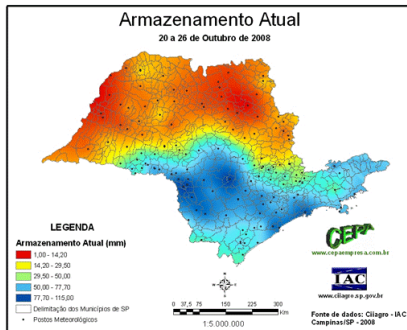 Armazenamento Atual
20 a 26 de Outubro de 2008
LEGENDA
Armazenamento Atual (mm)
1,00 - 14,20
14,20 - 29,50
29,50 - 50,00
50,00 - 77,70
77,70 - 115,00
Delimitação dos Municípios de SP
Postos Meteorológicos
0 37,5 75 150 225 300
Km
1:5.000.000
CEPA
www.cepaempresa.com.br
IAC
www.ciiagro.sp.gov.br
Fonte de dados: Ciiagro - IAC
Campinas/SP - 2008